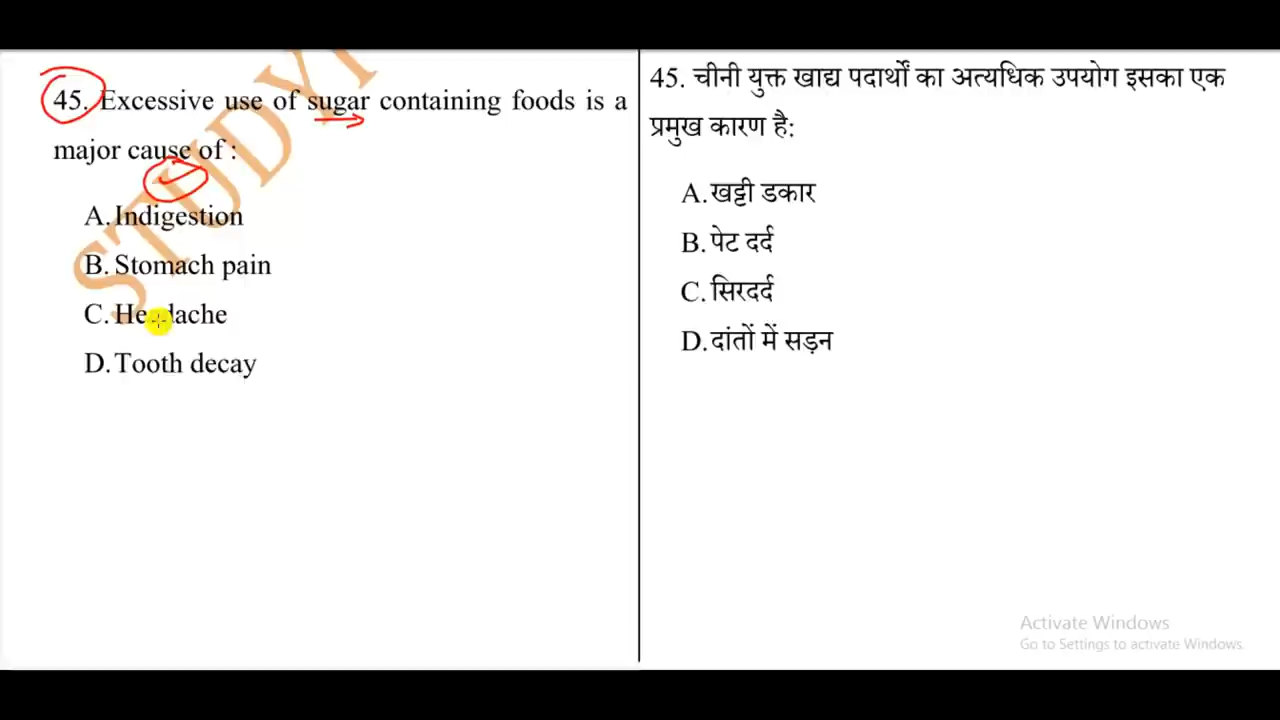 45. Excessive use of sugar containing foods is a
major cause of :
A. Indigestion
B. Stomach pain
C. Headache
D. Tooth decay
STUDY
45. चीनी युक्त खाद्य पदार्थों का अत्यधिक उपयोग इसका एक
प्रमुख कारण है:
A. खट्टी डकार
B. पेट दर्द
C. सिरदर्द
D. दांतों में सड़न
Activate Windows
Go to Settings to activate Windows.